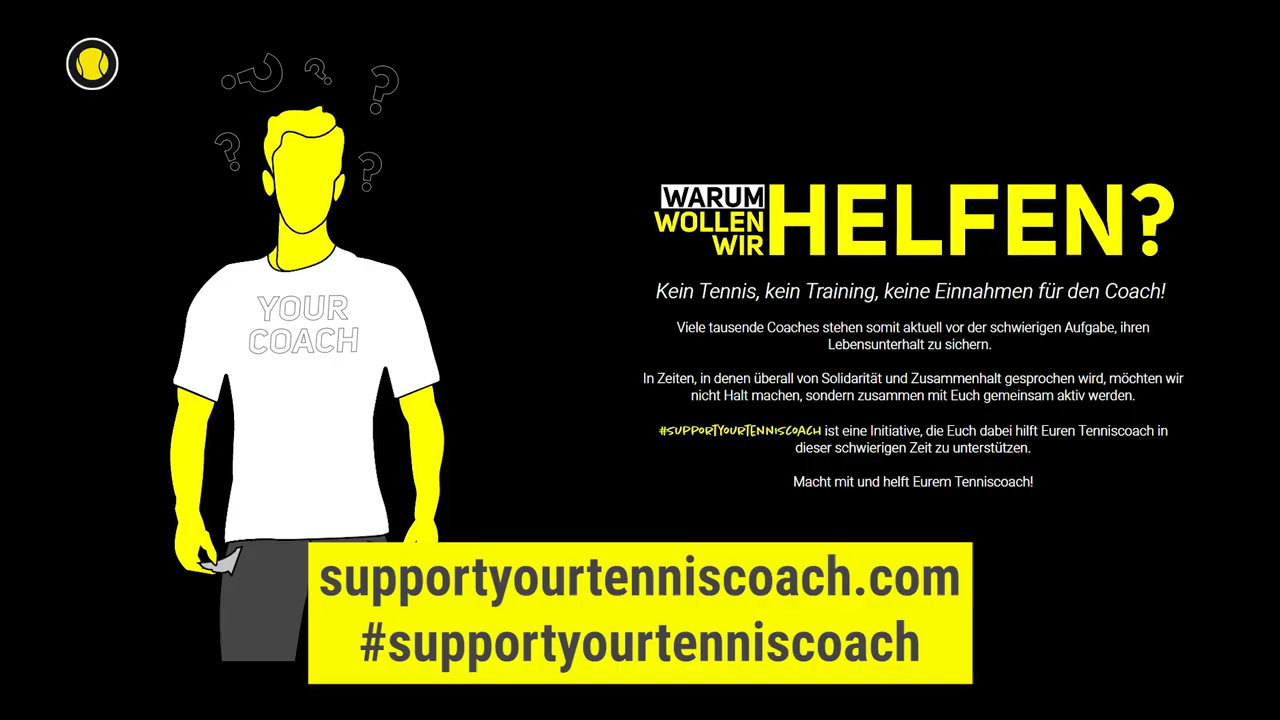 YOUR
COACH
WARUM
WOLLEN
WIR
HELFEN?
Kein Tennis, kein Training, keine Einnahmen für den Coach!
Viele tausende Coaches stehen somit aktuell vor der schwierigen Aufgabe, ihren
Lebensunterhalt zu sichern.
In Zeiten, in denen überall von Solidarität und Zusammenhalt gesprochen wird, möchten wir
nicht Halt machen, sondern zusammen mit Euch gemeinsam aktiv werden.
#SUPPORTYOURTENNISCOACH ist eine Initiative, die Euch dabei hilft Euren Tenniscoach in
dieser schwierigen Zeit zu unterstützen.
Macht mit und helft Eurem Tenniscoach!
supportyourtenniscoach.com
#supportyourtenniscoach